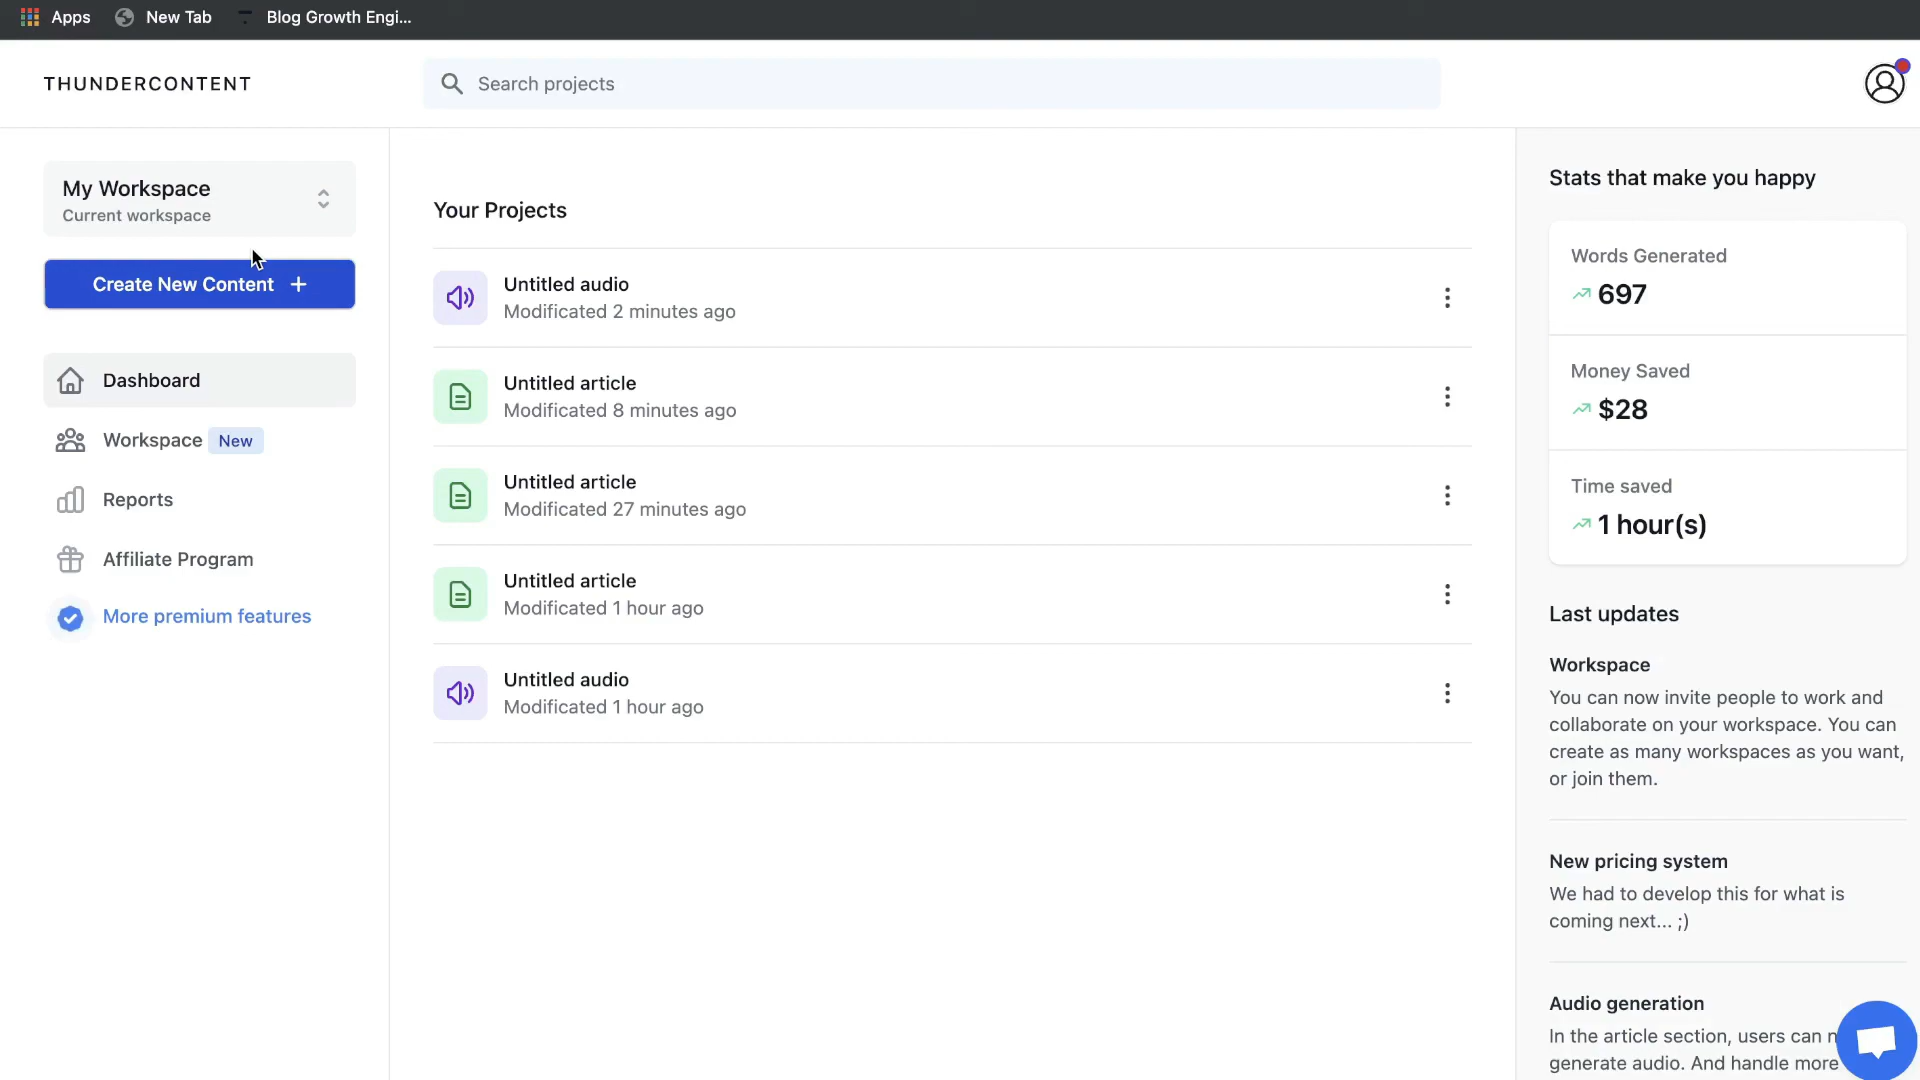 Apps
New Tab
Blog Growth Engi...
THUNDERCONTENT
Search projects
My Workspace
Current workspace
Create New Content +
Dashboard
Workspace New
Reports
Affiliate Program
More premium features
Your Projects
Untitled audio
Modificated 2 minutes ago
Untitled article
Modificated 8 minutes ago
Untitled article
Modificated 27 minutes ago
Untitled article
Modificated 1 hour ago
Untitled audio
Modificated 1 hour ago
Stats that make you happy
Words Generated
697
Money Saved
$28
Time saved
1 hour(s)
Last updates
Workspace
You can now invite people to work and
collaborate on your workspace. You can
create as many workspaces as you want,
or join them.
New pricing system
We had to develop this for what is
coming next... ;)
Audio generation
In the article section, users can
generate audio. And handle more